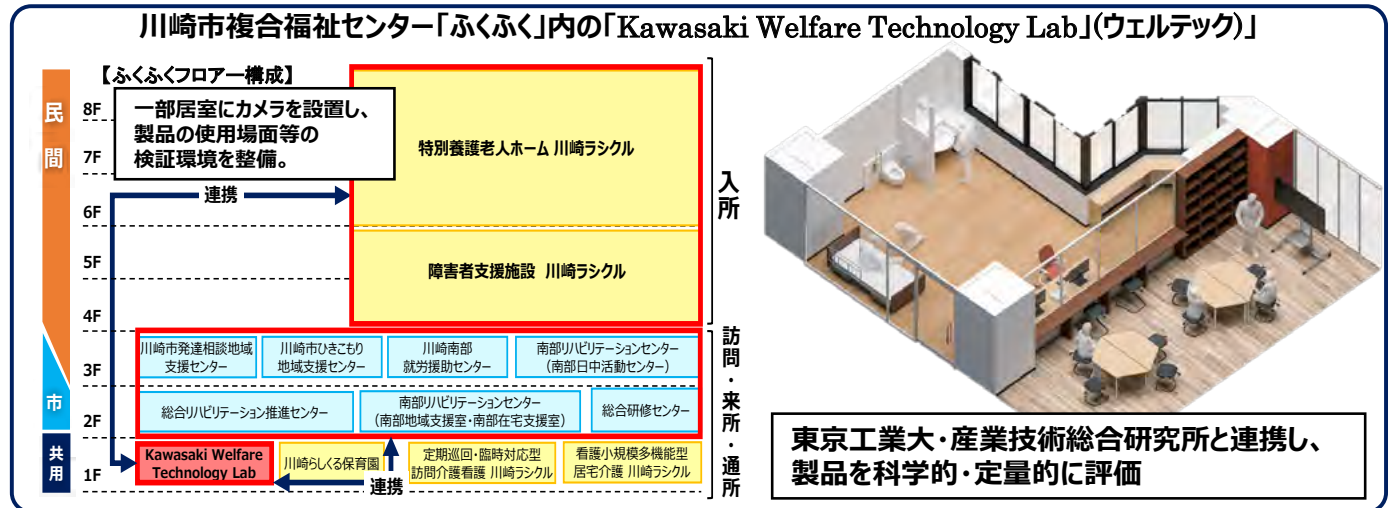 川崎市複合福祉センター「ふくふく」内の「Kawasaki Welfare Technology Lab」(ウェルテック)」
【ふくふくフロアー構成】
民間
市
共用
8F
7F
6F
5F
4F
3F
2F
1F
一部居室にカメラを設置し、
製品の使用場面等の
検証環境を整備。
連携
特別養護老人ホーム 川崎ラシクル
障害者支援施設 川崎ラシクル
入所
川崎市発達相談地域
支援センター
川崎市ひきこもり
地域支援センター
川崎南部
就労援助センター
南部リハビリテーションセンター
(南部日中活動センター)
総合リハビリテーション推進センター
南部リハビリテーションセンター
(南部地域支援室・南部在宅支援室)
総合研修センター
Kawasaki Welfare
Technology Lab
川崎らしくる保育園
定期巡回・臨時対応型
訪問介護看護 川崎ラシクル
看護小規模多機能型
居宅介護 川崎ラシクル
連携
訪問・来所・通所
東京工業大・産業技術総合研究所と連携し、
製品を科学的・定量的に評価